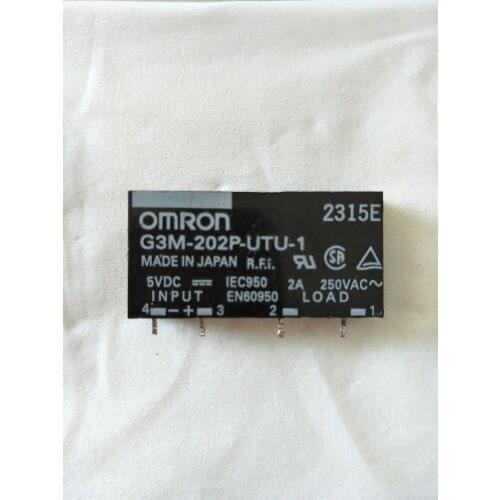 OMRON 2315E
G3M-202P-UTU-1
MADE IN JAPAN R.F.I.
5VDC IEC950 2A 250VAC~
INPUT EN60950 LOAD
4 - + 3 2 1